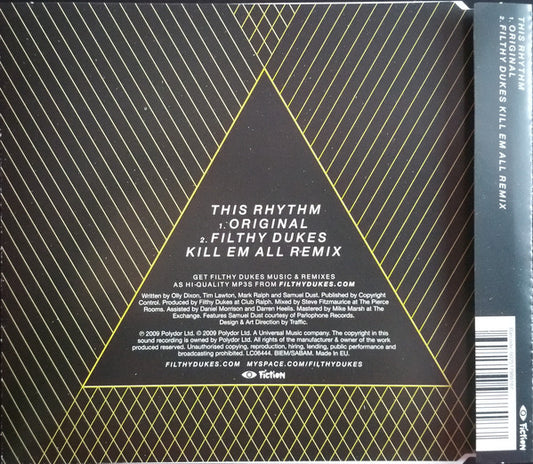 THIS RHYTHM
1. ORIGINAL
2. FILTHY DUKES
KILL EM ALL REMIX
GET FILTHY DUKES MUSIC & REMIXES
AS HI-QUALITY MP3S FROM FILTHYDUKES.COM
Written by Olly Dixon, Tim Lawton, Mark Ralph and Samuel Dust. Published by Copyright
Control. Produced by Filthy Dukes at Club Ralph. Mixed by Steve Fitzmaurice at The Pierce
Rooms. Assisted by Daniel Morrison and Darren Heelis. Mastered by Mike Marsh at The
Exchange. Features Samuel Dust courtesy of Parlophone Records.
Design & Art Direction by Traffic.
℗ 2009 Polydor Ltd. © 2009 Polydor Ltd. A Universal Music company. The copyright in this
sound recording is owned by Polydor Ltd. All rights of the manufacturer & owner of the work
produced reserved. Unauthorised copying, reproduction, hiring, lending, public performance and
broadcasting prohibited. LC06444. BIEM/SABAM. Made in EU.
FILTHYDUKES.COM MYSPACE.COM/FILTHYDUKES
Fiction
THIS RHYTHM
1. ORIGINAL
2. FILTHY DUKES KILL EM ALL REMIX
Fiction